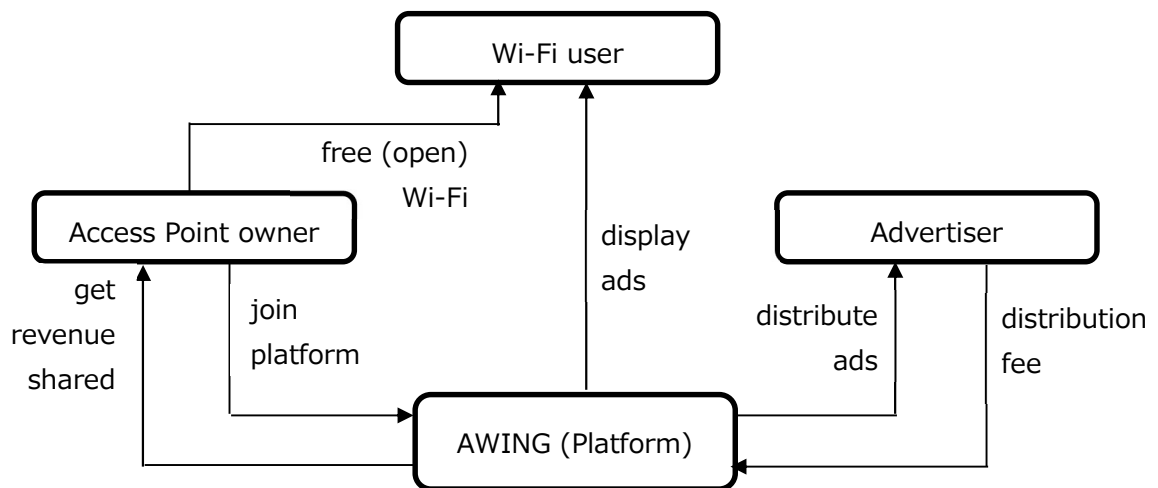 Wi-Fi user
free (open)
Wi-Fi
Access Point owner
display
ads
Advertiser
get
revenue
shared
join
platform
distribute
ads
distribution
fee
AWING (Platform)